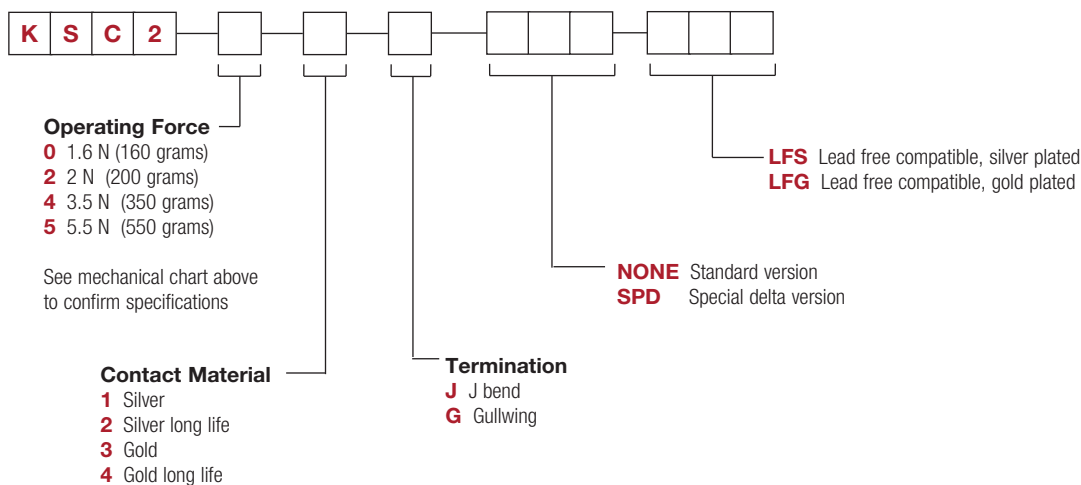 K S C 2
Operating Force
0 1.6 N (160 grams)
2 2 N (200 grams)
4 3.5 N (350 grams)
5 5.5 N (550 grams)
See mechanical chart above
to confirm specifications
Contact Material
1 Silver
2 Silver long life
3 Gold
4 Gold long life
Termination
J J bend
G Gullwing
NONE Standard version
SPD Special delta version
LFS Lead free compatible, silver plated
LFG Lead free compatible, gold plated